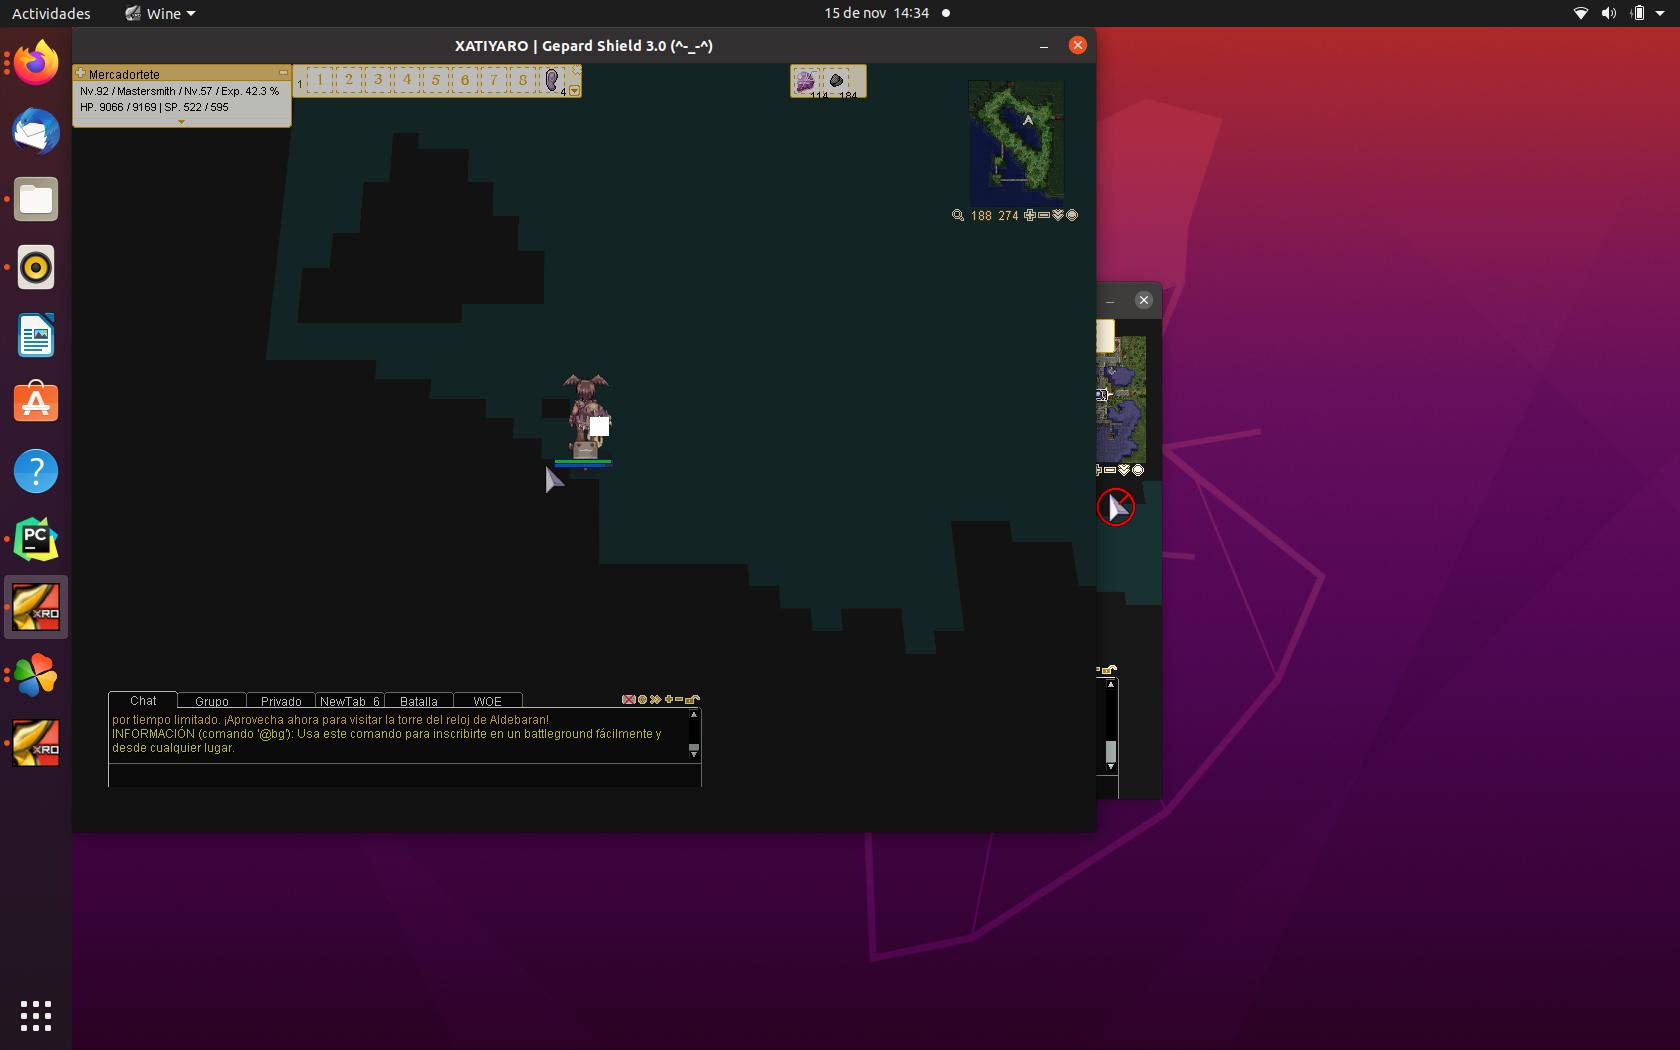 Actividades
Wine
15 de nov 14:34
XATIYARO | Gepard Shield 3.0 (^-_-^)
Mercadortete
Nv.92 / Mastersmith / Nv.57 / Exp. 42.3 %
HP. 9066 / 9169 | SP. 522 / 595
1 1 2 3 4 5 6 7 8 4
114 184
188 274
PC
XRO
XRO
Chat Grupo Privado NewTab_6 Batalla WOE
por tiempo limitado. ¡Aprovecha ahora para visitar la torre del reloj de Aldebaran!
INFORMACIÓN (comando '@bg'): Usa este comando para inscribirte en un battleground fácilmente y
desde cualquier lugar.